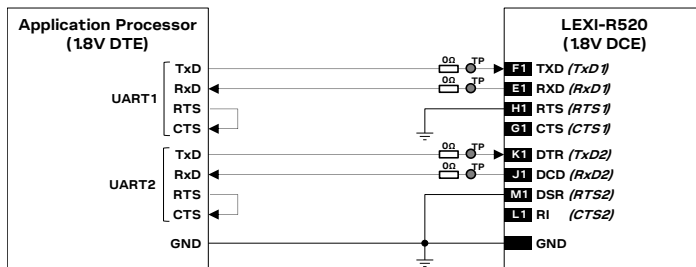 Application Processor
(1.8V DTE)
LEXI-R520
(1.8V DCE)
UART1
TxD
0Ω
TP
F1
TXD (TxD1)
RxD
0Ω
TP
E1
RXD (RxD1)
RTS
H1
RTS (RTS1)
CTS
G1
CTS (CTS1)
UART2
TxD
0Ω
TP
K1
DTR (TxD2)
RxD
0Ω
TP
J1
DCD (RxD2)
RTS
M1
DSR (RTS2)
CTS
L1
RI (CTS2)
GND
GND